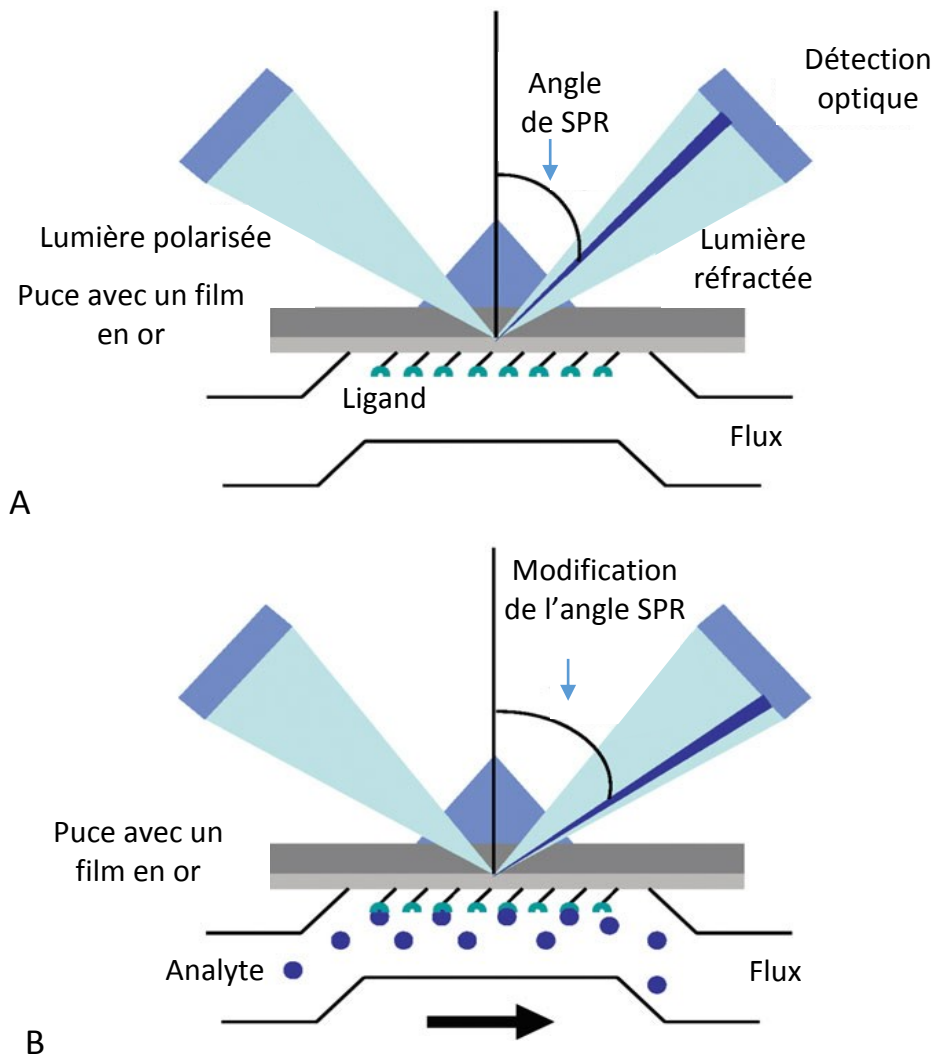 Détection
optique
Angle
de SPR
Lumière polarisée
Lumière
réfractée
Puce avec un film
en or
Ligand
Flux
A
Modification
de l’angle SPR
Puce avec un
film en or
Analyte
Flux
B